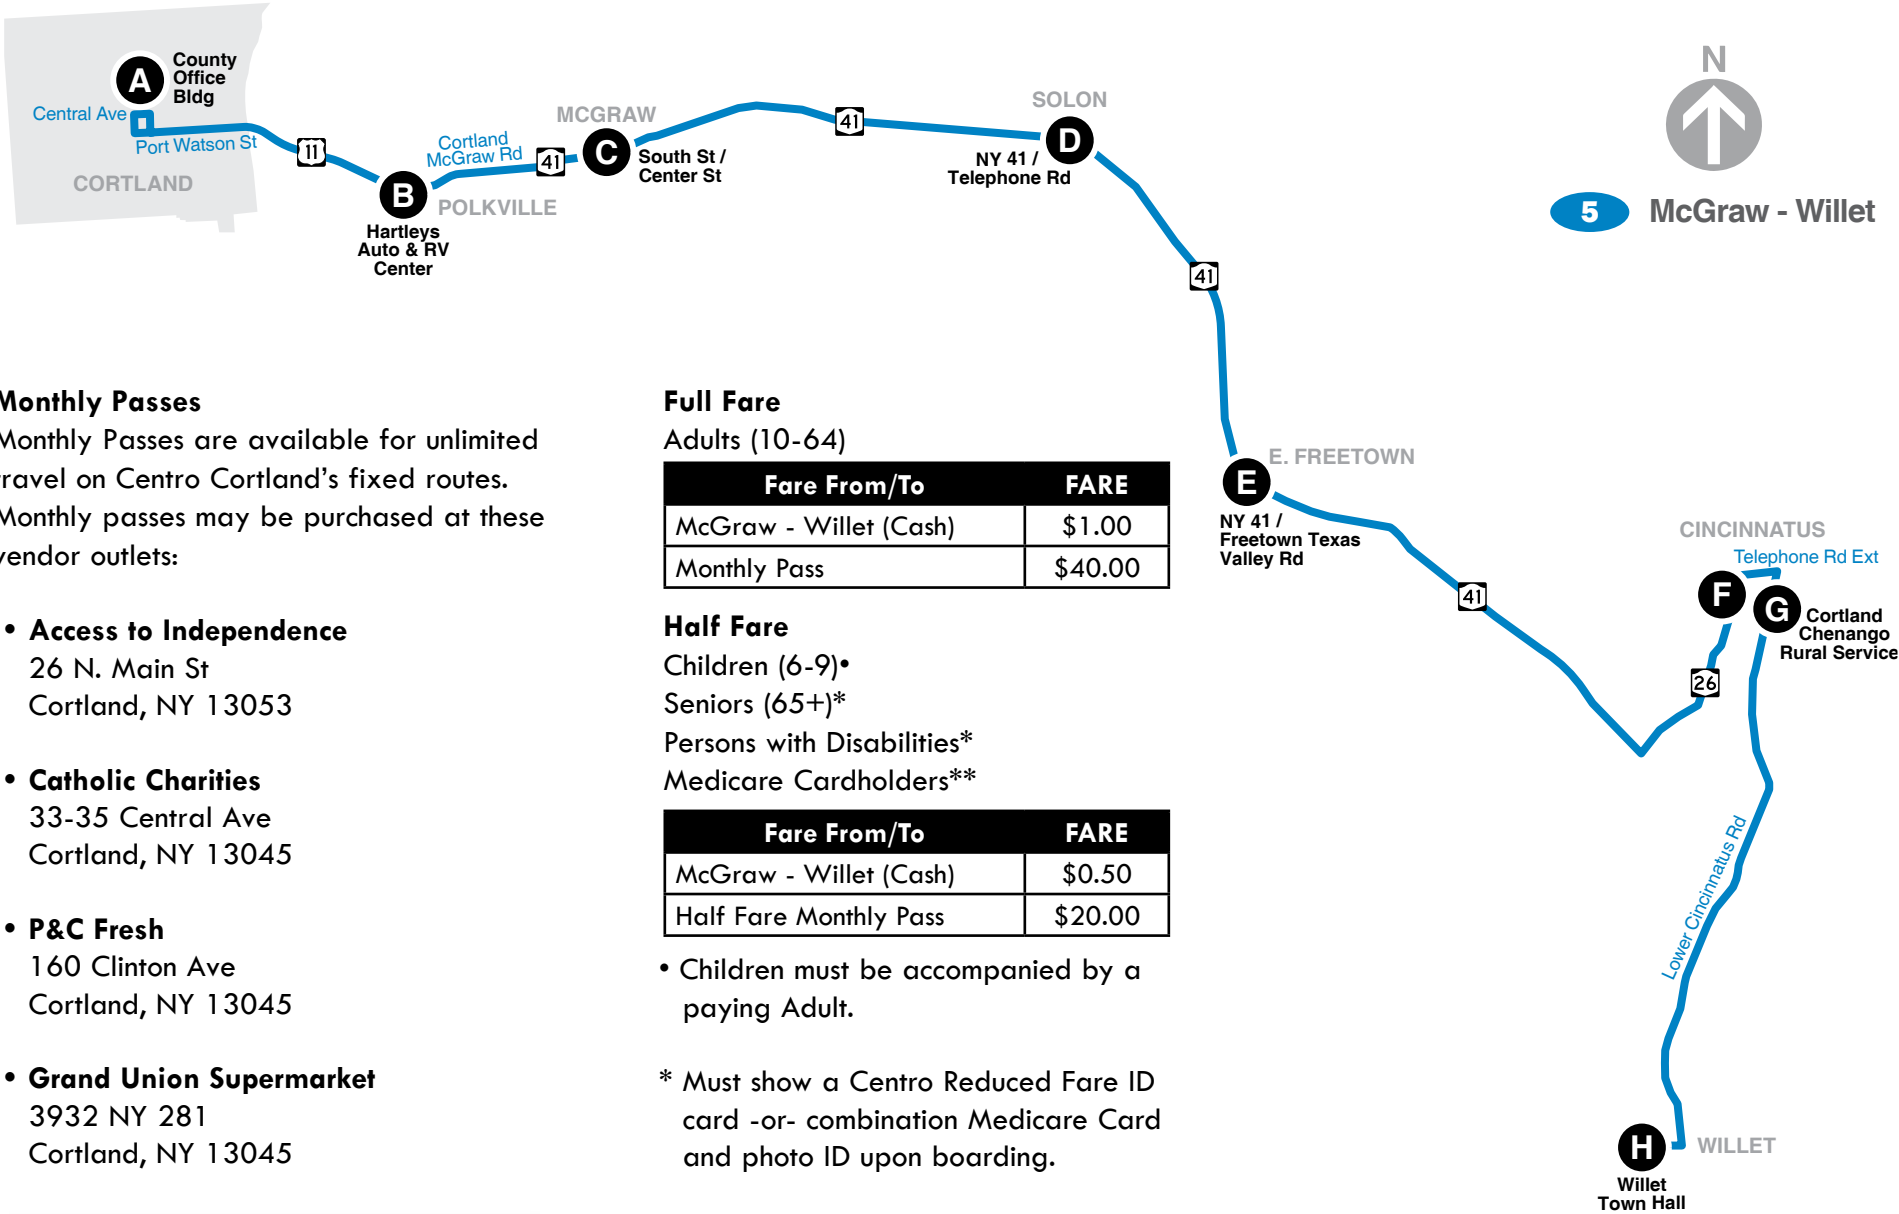 A
County
Office
Bldg
Central Ave
Port Watson St
CORTLAND
11
B
POLKVILLE
Hartleys
Auto & RV
Center
Cortland
McGraw Rd
41
MCGRAW
C
South St /
Center St
41
SOLON
D
NY 41 /
Telephone Rd
41
N
5 McGraw - Willet
E. FREETOWN
E
NY 41 /
Freetown Texas
Valley Rd
41
CINCINNATUS
Telephone Rd Ext
F
G
Cortland
Chenango
Rural Service
26
Lower Cincinnatus Rd
H
WILLET
Willet
Town Hall
Monthly Passes
Monthly Passes are available for unlimited
travel on Centro Cortland's fixed routes.
Monthly passes may be purchased at these
vendor outlets:
• Access to Independence
26 N. Main St
Cortland, NY 13053
• Catholic Charities
33-35 Central Ave
Cortland, NY 13045
• P&C Fresh
160 Clinton Ave
Cortland, NY 13045
• Grand Union Supermarket
3932 NY 281
Cortland, NY 13045
Full Fare
Adults (10-64)
Fare From/To FARE
McGraw - Willet (Cash) $1.00
Monthly Pass $40.00
Half Fare
Children (6-9)•
Seniors (65+)*
Persons with Disabilities*
Medicare Cardholders**
Fare From/To FARE
McGraw - Willet (Cash) $0.50
Half Fare Monthly Pass $20.00
• Children must be accompanied by a
paying Adult.
* Must show a Centro Reduced Fare ID
card -or- combination Medicare Card
and photo ID upon boarding.